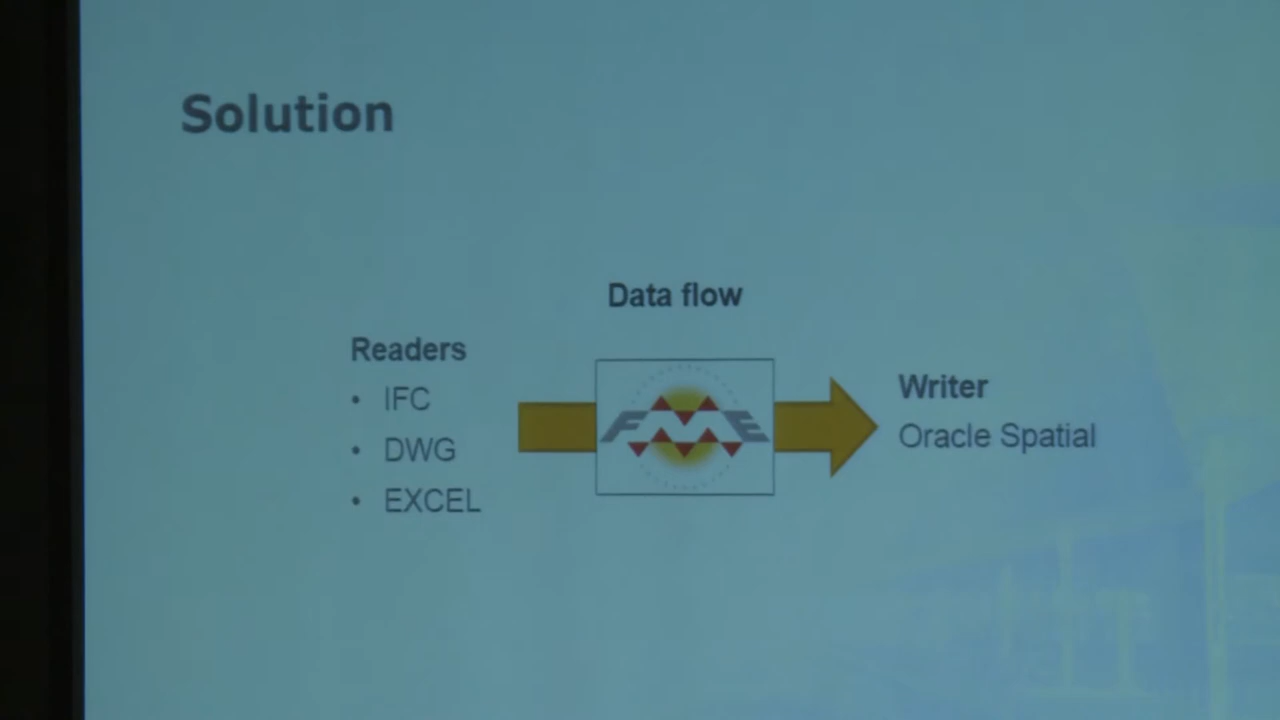 Solution
Data flow
Readers
• IFC
• DWG
• EXCEL
FME
Writer
Oracle Spatial